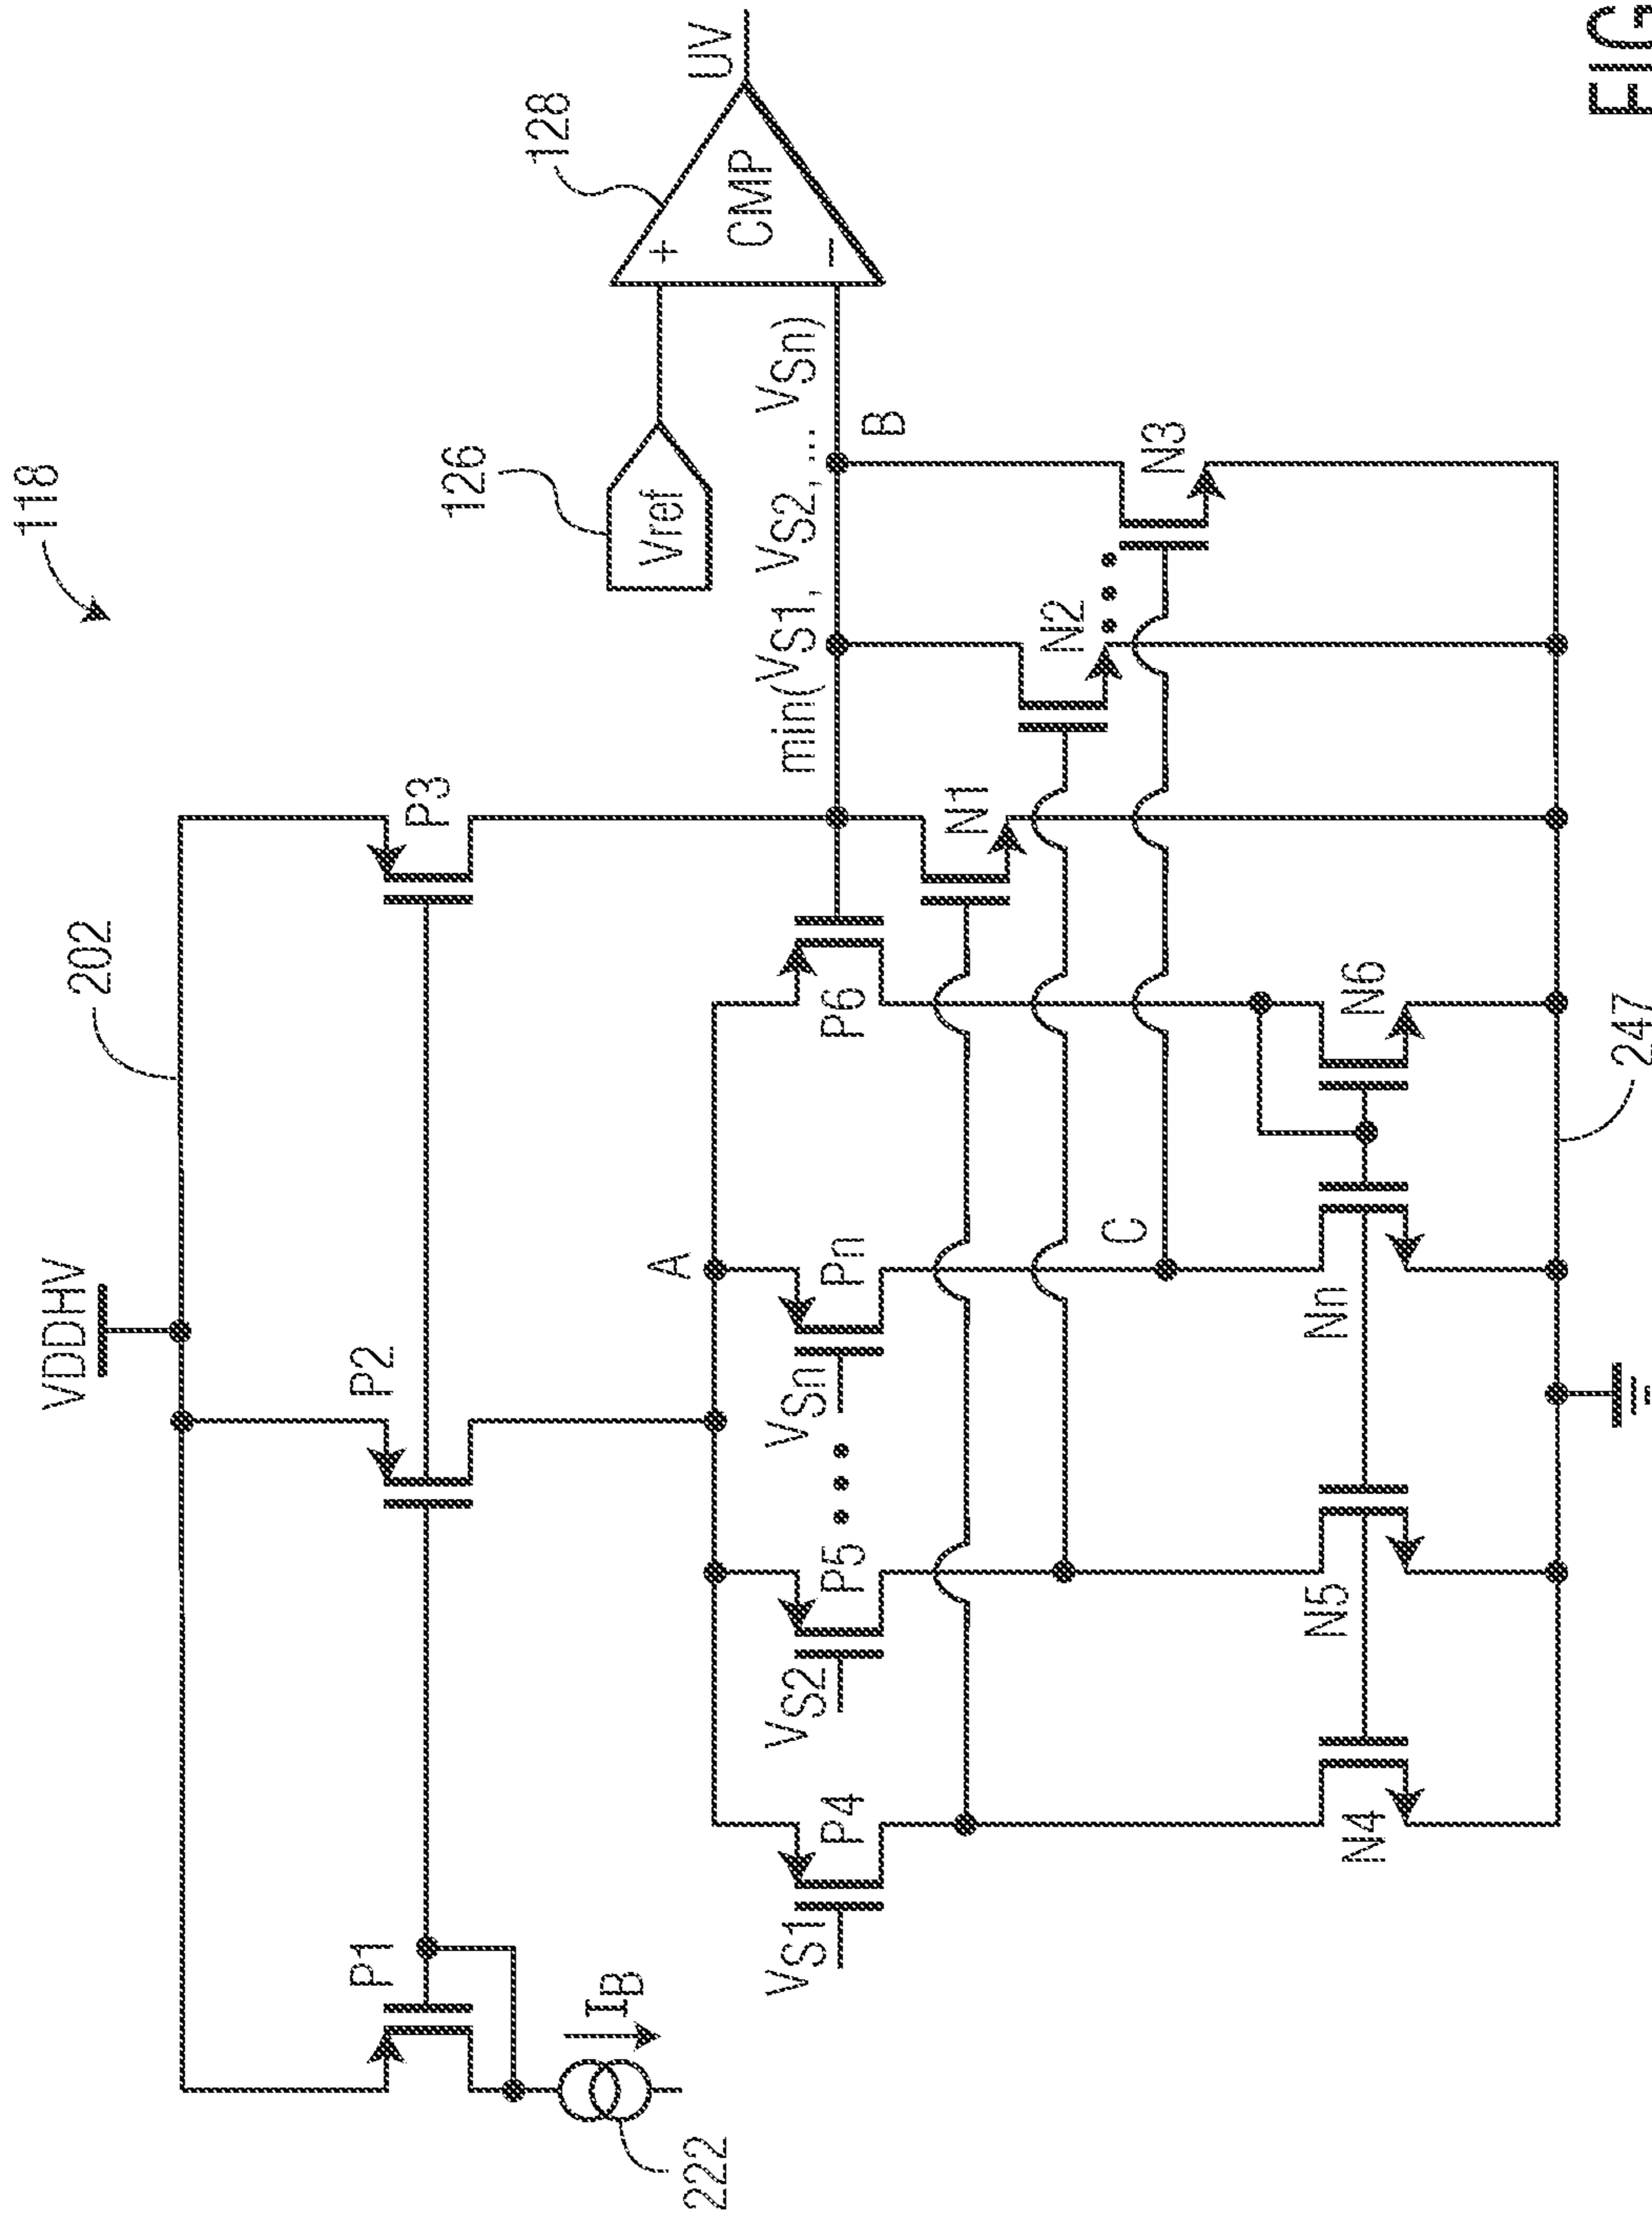 118
VDDHV
202
P1
P2
P3
222
IB
126
Vref
128
+
CMP
−
UV
min(VS1, VS2, ... VSn)
A
B
VS1
P4
VS2
P5
VSn
Pn
P6
N1
N2
N3
C
N4
N5
Nn
N6
247
FIG